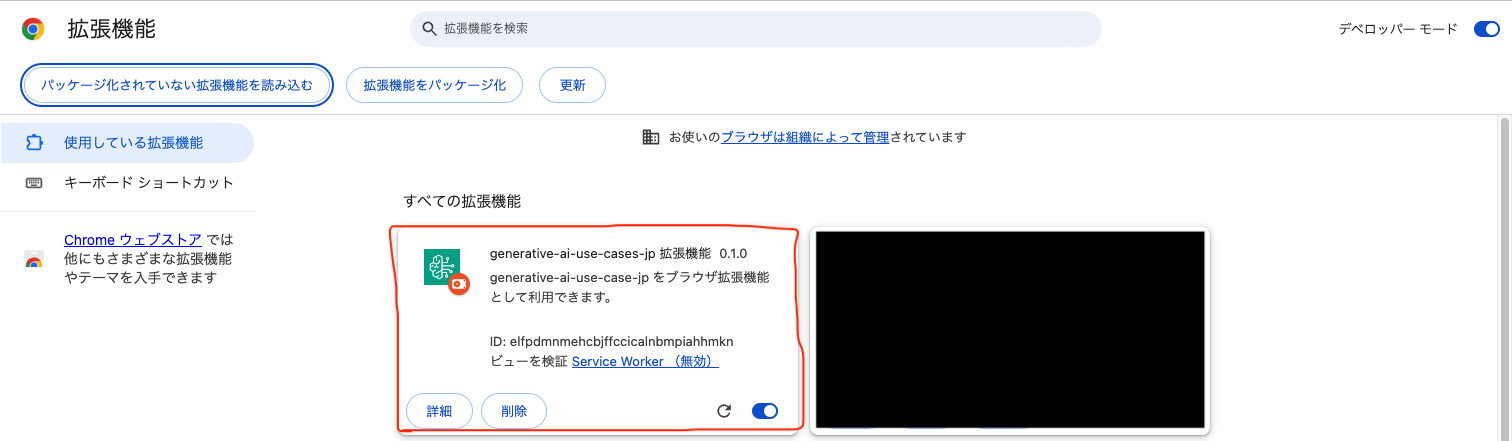 拡張機能
拡張機能を検索
デベロッパー モード
パッケージ化されていない拡張機能を読み込む
拡張機能をパッケージ化
更新
使用している拡張機能
キーボード ショートカット
Chrome ウェブストア では
他にもさまざまな拡張機能
やテーマを入手できます
お使いのブラウザは組織によって管理されています
すべての拡張機能
generative-ai-use-cases-jp 拡張機能 0.1.0
generative-ai-use-case-jp をブラウザ拡張機能
として利用できます。
ID: elfpdmnmehcbjffccicalnbmpiahhmkn
ビューを検証 Service Worker （無効）
詳細
削除